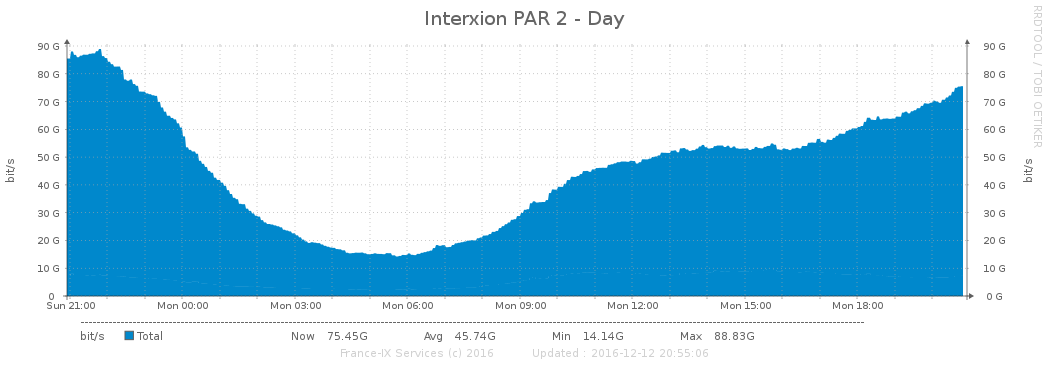 Interxion PAR 2 - Day
RRDTOOL / TOBI OETIKER
90 G 90 G
80 G 80 G
70 G 70 G
60 G 60 G
50 G 50 G
40 G 40 G
30 G 30 G
20 G 20 G
10 G 10 G
0 0 G
bit/s
bit/s
Sun 21:00 Mon 00:00 Mon 03:00 Mon 06:00 Mon 09:00 Mon 12:00 Mon 15:00 Mon 18:00
bit/s Total Now 75.45G Avg 45.74G Min 14.14G Max 88.83G
France-IX Services (c) 2016 Updated : 2016-12-12 20:55:06